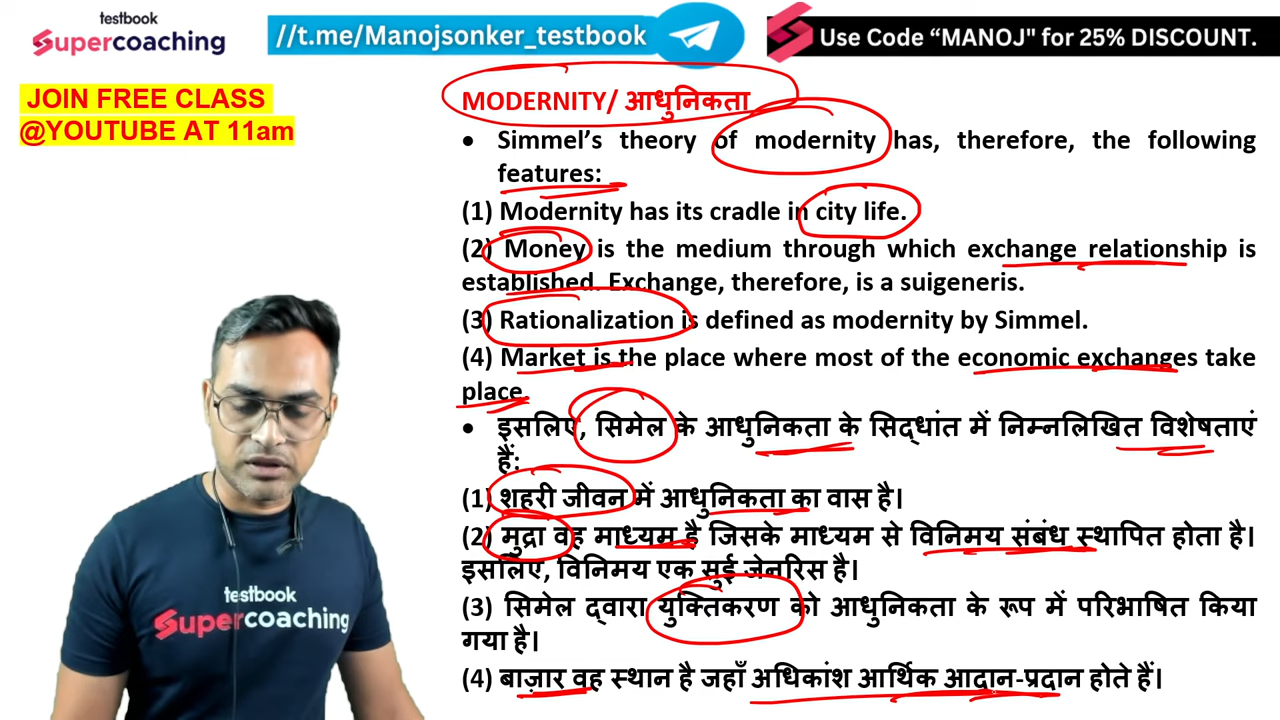 testbook
Supercoaching
//t.me/Manojsonker_testbook
Use Code “MANOJ" for 25% DISCOUNT.
JOIN FREE CLASS
@YOUTUBE AT 11am
MODERNITY/ आधुनिकता
• Simmel’s theory of modernity has, therefore, the following
features:
(1) Modernity has its cradle in city life.
(2) Money is the medium through which exchange relationship is
established. Exchange, therefore, is a suigeneris.
(3) Rationalization is defined as modernity by Simmel.
(4) Market is the place where most of the economic exchanges take
place.
• इसलिए, सिमेल के आधुनिकता के सिद्धांत में निम्नलिखित विशेषताएं
हैं:
(1) शहरी जीवन में आधुनिकता का वास है।
(2) मुद्रा वह माध्यम है जिसके माध्यम से विनिमय संबंध स्थापित होता है।
इसलिए, विनिमय एक सुई जेनरिस है।
(3) सिमेल द्वारा युक्तिकरण को आधुनिकता के रूप में परिभाषित किया
गया है।
(4) बाज़ार वह स्थान है जहाँ अधिकांश आर्थिक आदान-प्रदान होते हैं।
testbook
Supercoaching